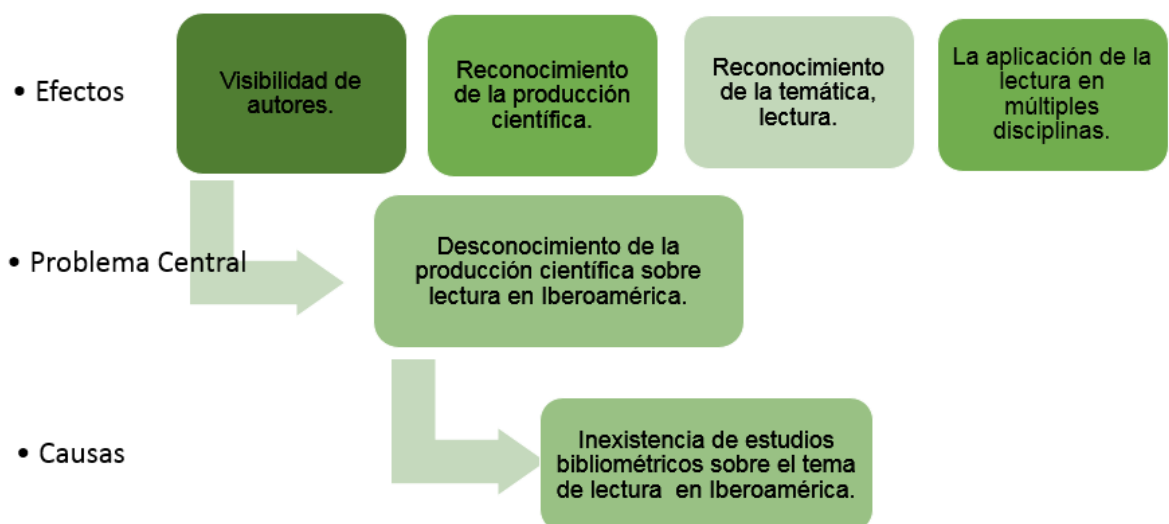 • Efectos
Visibilidad de
autores.
Reconocimiento
de la producción
científica.
Reconocimiento
de la temática,
lectura.
La aplicación de la
lectura en
múltiples
disciplinas.
• Problema Central
Desconocimiento de la
producción científica sobre
lectura en Iberoamérica.
• Causas
Inexistencia de estudios
bibliométricos sobre el tema
de lectura en Iberoamérica.